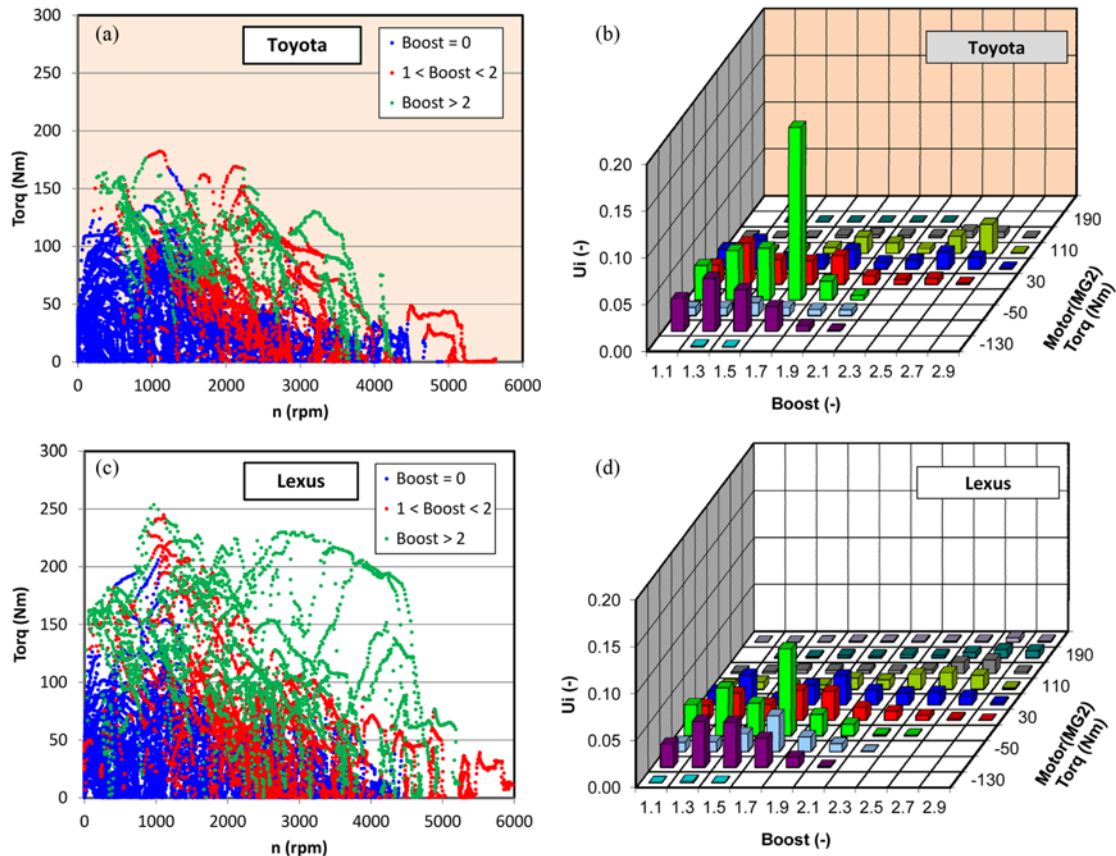 (a)
Toyota
Boost = 0
1 < Boost < 2
Boost > 2
300
250
200
150
100
50
0
Torq (Nm)
0 1000 2000 3000 4000 5000 6000
n (rpm)
(b)
Toyota
0.20
0.15
0.10
0.05
0.00
Ui (-)
1.1 1.3 1.5 1.7 1.9 2.1 2.3 2.5 2.7 2.9
Boost (-)
190
110
30
-50
-130
Motor(MG2)
Torq (Nm)
(c)
Lexus
Boost = 0
1 < Boost < 2
Boost > 2
300
250
200
150
100
50
0
Torq (Nm)
0 1000 2000 3000 4000 5000 6000
n (rpm)
(d)
Lexus
0.20
0.15
0.10
0.05
0.00
Ui (-)
1.1 1.3 1.5 1.7 1.9 2.1 2.3 2.5 2.7 2.9
Boost (-)
190
110
30
-50
-130
Motor(MG2)
Torq (Nm)